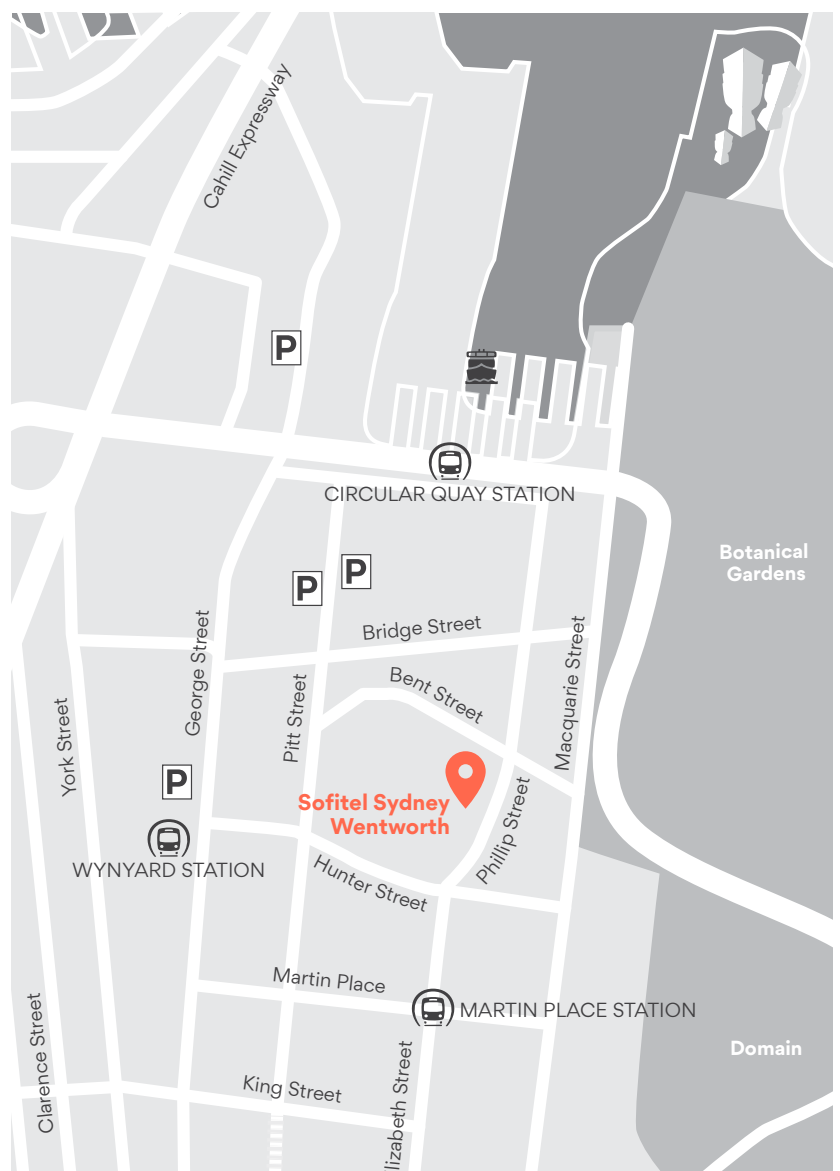 Cahill Expressway
P
CIRCULAR QUAY STATION
Botanical
Gardens
P
P
Bridge Street
George Street
Macquarie Street
Bent Street
Pitt Street
York Street
P
Sofitel Sydney
Wentworth
Phillip Street
WYNYARD STATION
Hunter Street
Martin Place
MARTIN PLACE STATION
Clarence Street
Domain
King Street
lizabeth Street